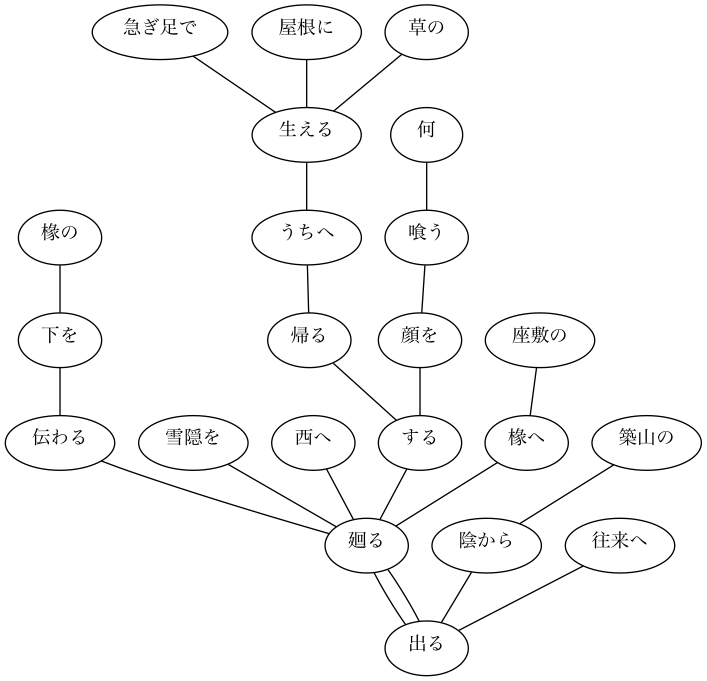 急ぎ足で
屋根に
草の
生える
何
椽の
うちへ
喰う
下を
帰る
顔を
座敷の
伝わる
雪隠を
西へ
する
椽へ
築山の
廻る
陰から
往来へ
出る